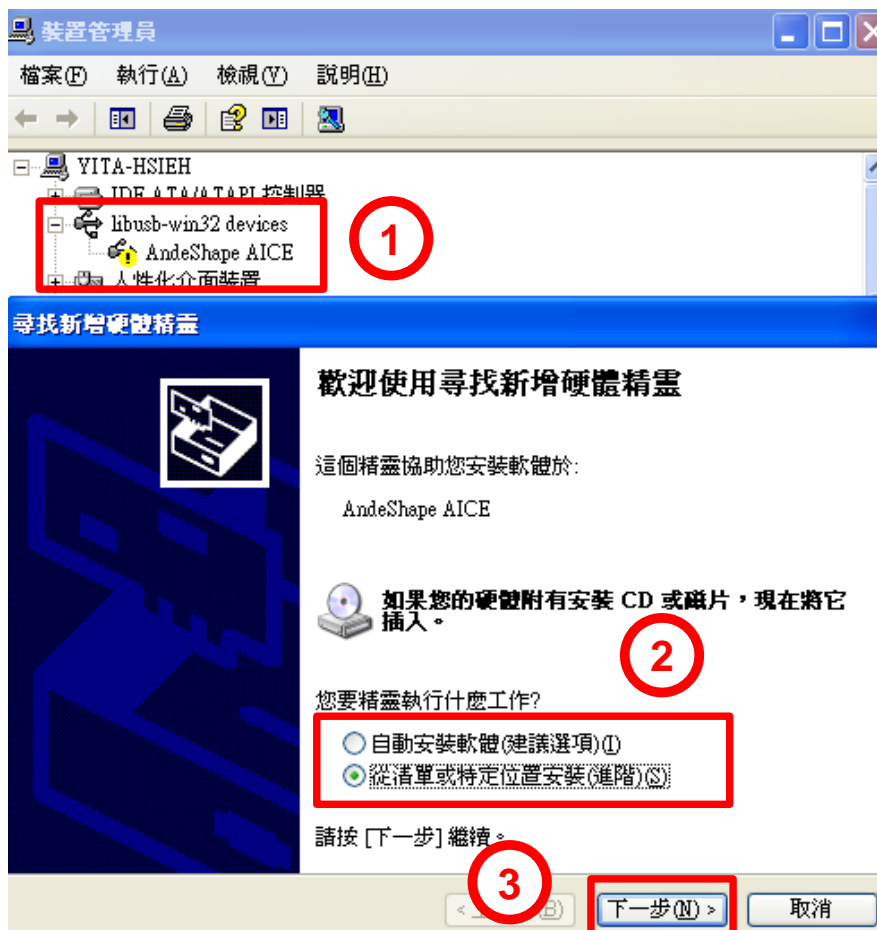 裝置管理員
檔案(F) 執行(A) 檢視(V) 說明(H)
YITA-HSIEH
IDE ATA/ATAPI 控制器
libusb-win32 devices
AndeShape AICE
人性化介面裝置
1
尋找新增硬體精靈
歡迎使用尋找新增硬體精靈
這個精靈協助您安裝軟體於:
AndeShape AICE
如果您的硬體附有安裝 CD 或磁片,現在將它
插入。
2
您要精靈執行什麼工作?
自動安裝軟體(建議選項)(I)
從清單或特定位置安裝(進階)(S)
請按 [下一步] 繼續。
3
< (B) 下一步(N) > 取消